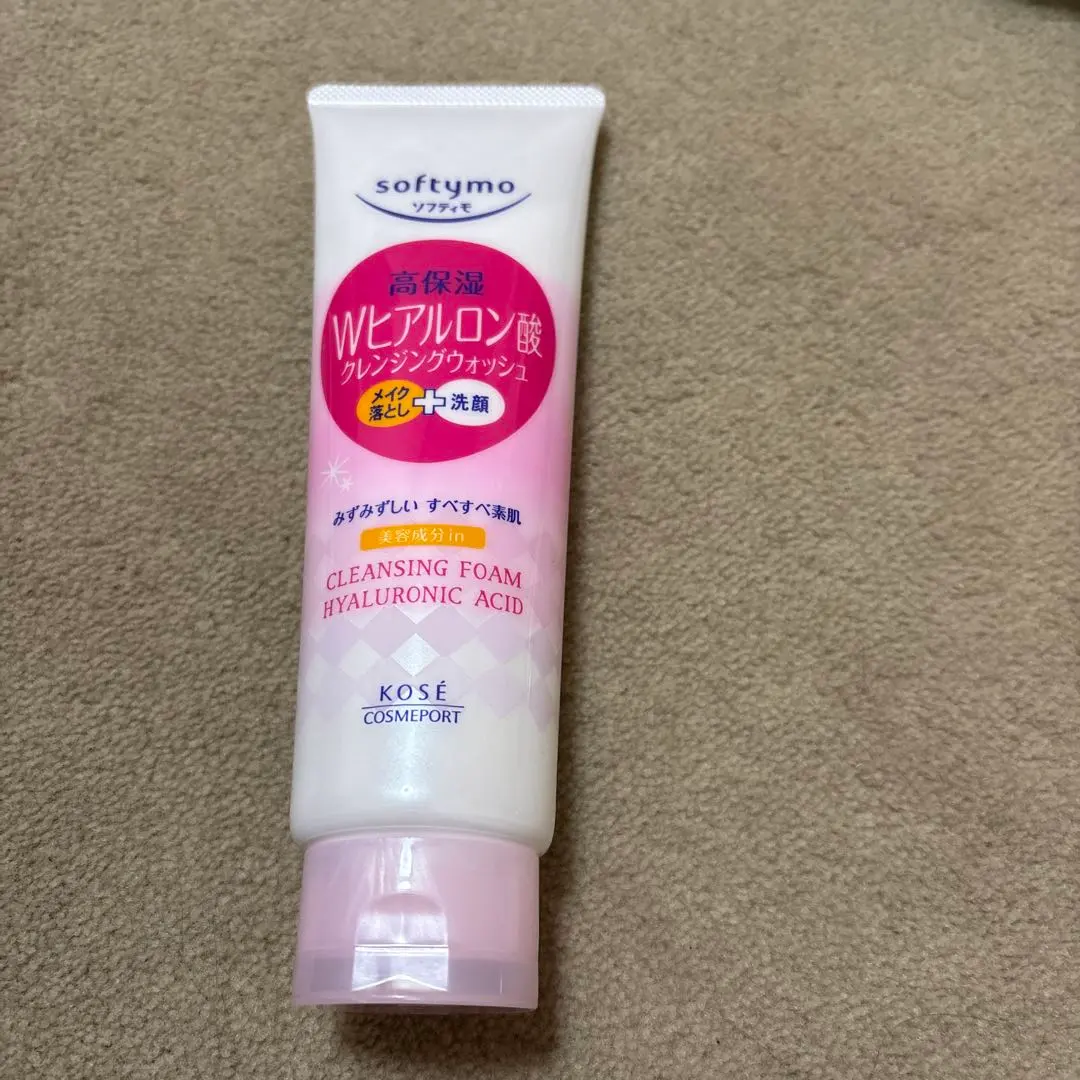 softymo
ソフティモ
高保湿
Wヒアルロン酸
クレンジングウォッシュ
メイク
落とし
+
洗顔
みずみずしい すべすべ素肌
美容成分in
CLEANSING FOAM
HYALURONIC ACID
KOSÉ
COSMEPORT